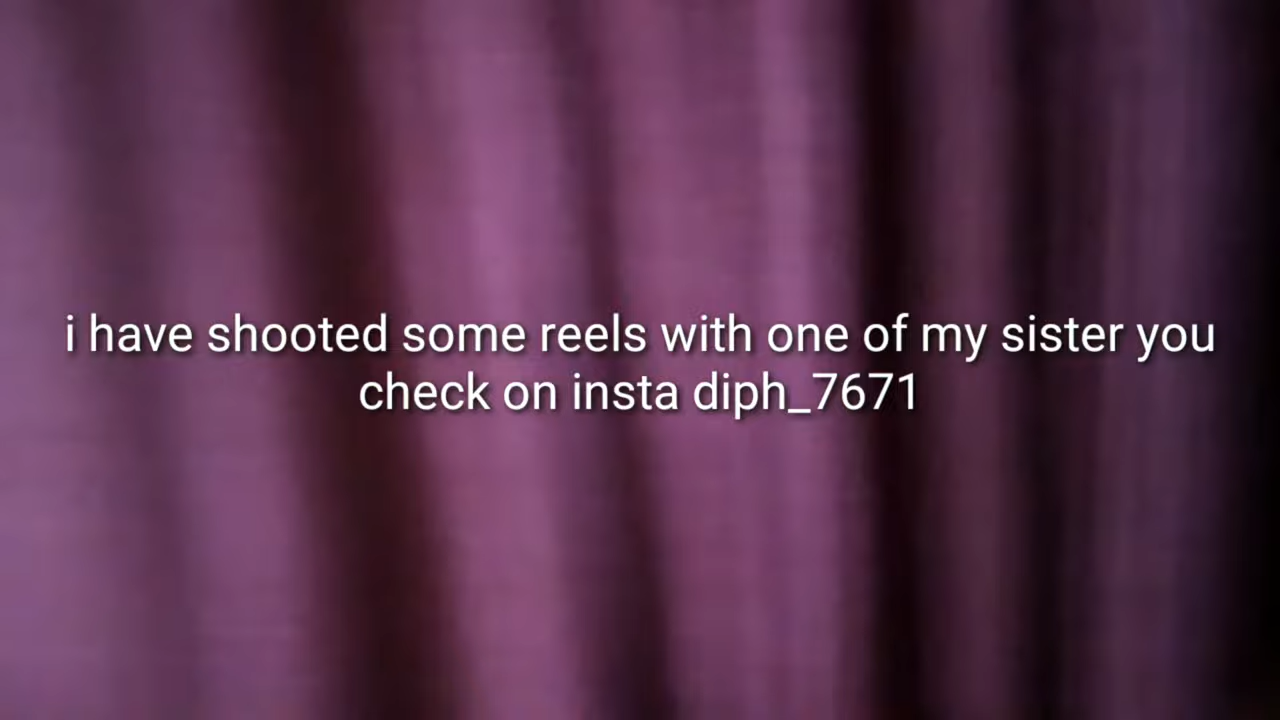 i have shooted some reels with one of my sister you
check on insta diph_7671